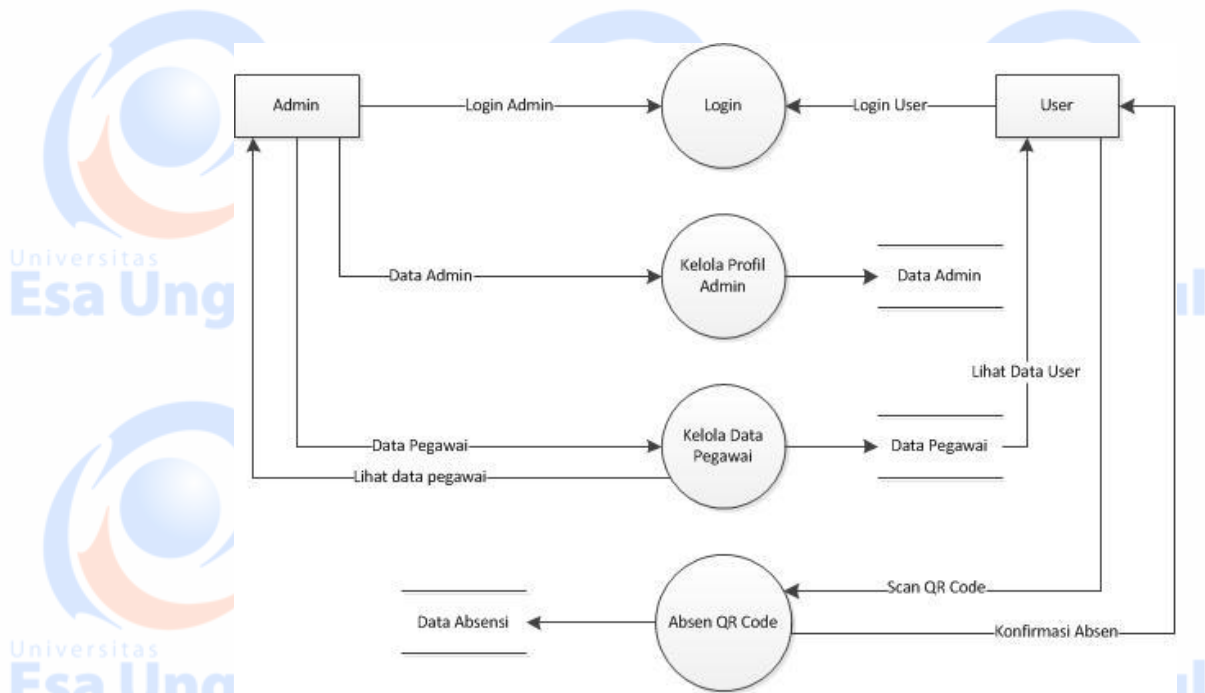 Admin
Login Admin
Login
Login User
User
Universitas
Esa Ung
Data Admin
Kelola Profil
Admin
Data Admin
ul
Lihat Data User
Data Pegawai
Lihat data pegawai
Kelola Data
Pegawai
Data Pegawai
Scan QR Code
Data Absensi
Absen QR Code
Konfirmasi Absen
Universitas
Esa Ung
ul